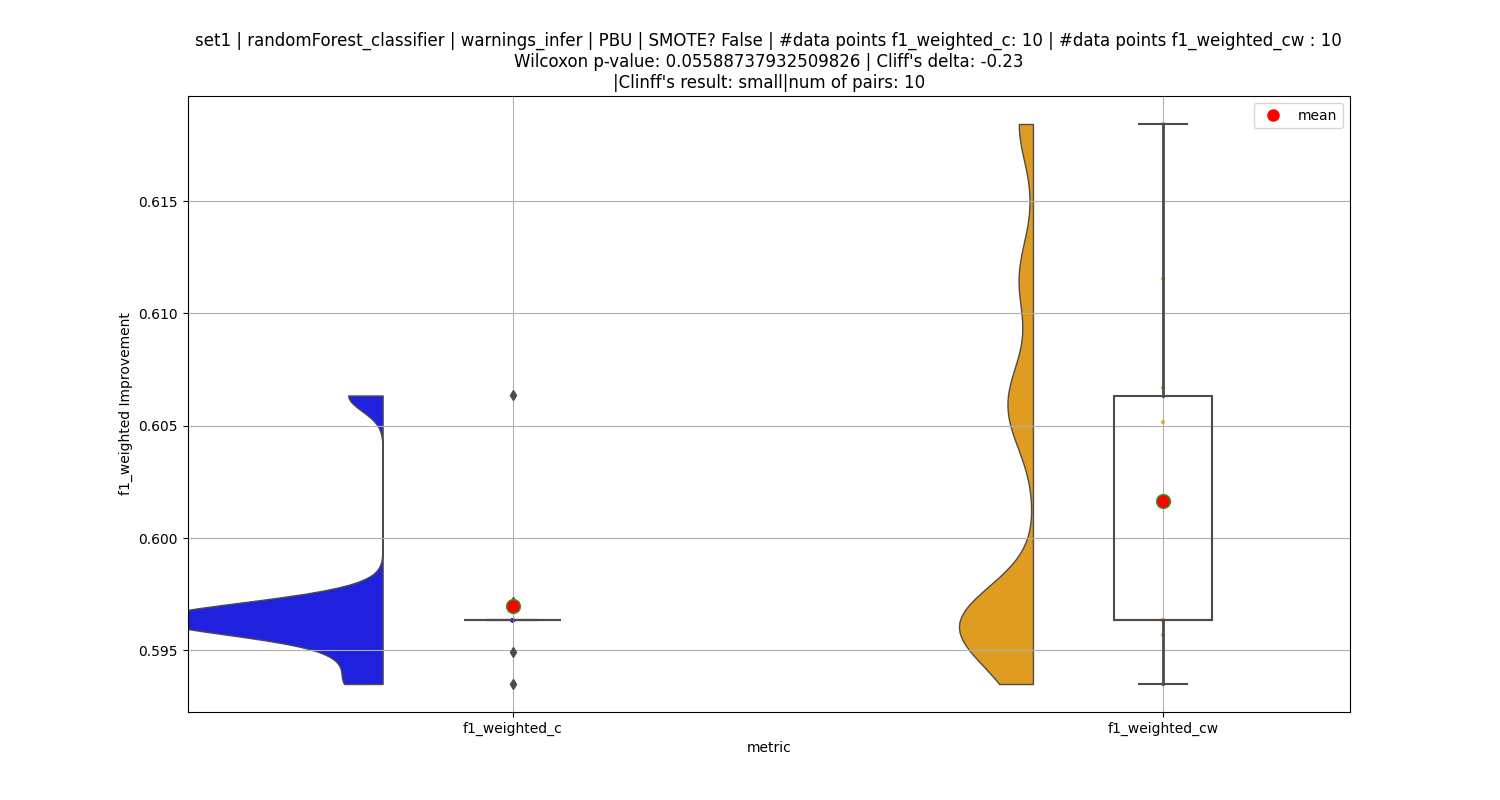 set1 | randomForest_classifier | warnings_infer | PBU | SMOTE? False | #data points f1_weighted_c: 10 | #data points f1_weighted_cw : 10
Wilcoxon p-value: 0.05588737932509826 | Cliff's delta: -0.23
|Clinff's result: small|num of pairs: 10
mean
0.615
0.610
0.605
0.600
0.595
f1_weighted Improvement
f1_weighted_c
f1_weighted_cw
metric